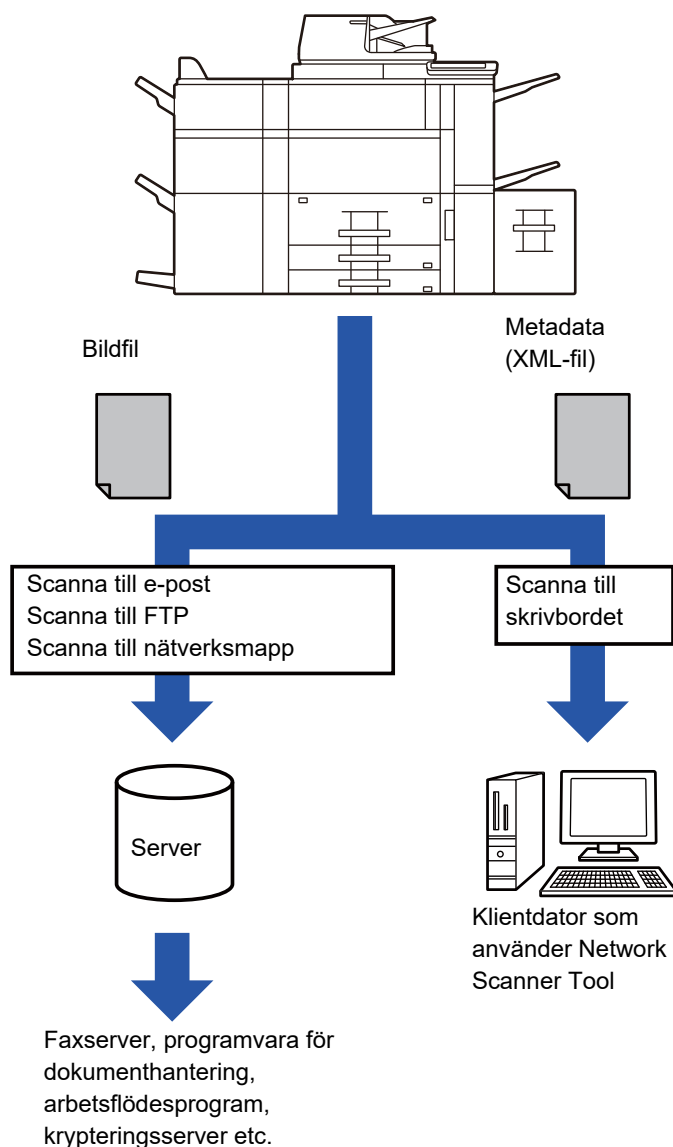 Bildfil
Metadata
(XML-fil)
Scanna till e-post
Scanna till FTP
Scanna till nätverksmapp
Scanna till
skrivbordet
Server
Klientdator som
använder Network
Scanner Tool
Faxserver, programvara för
dokumenthantering,
arbetsflödesprogram,
krypteringsserver etc.